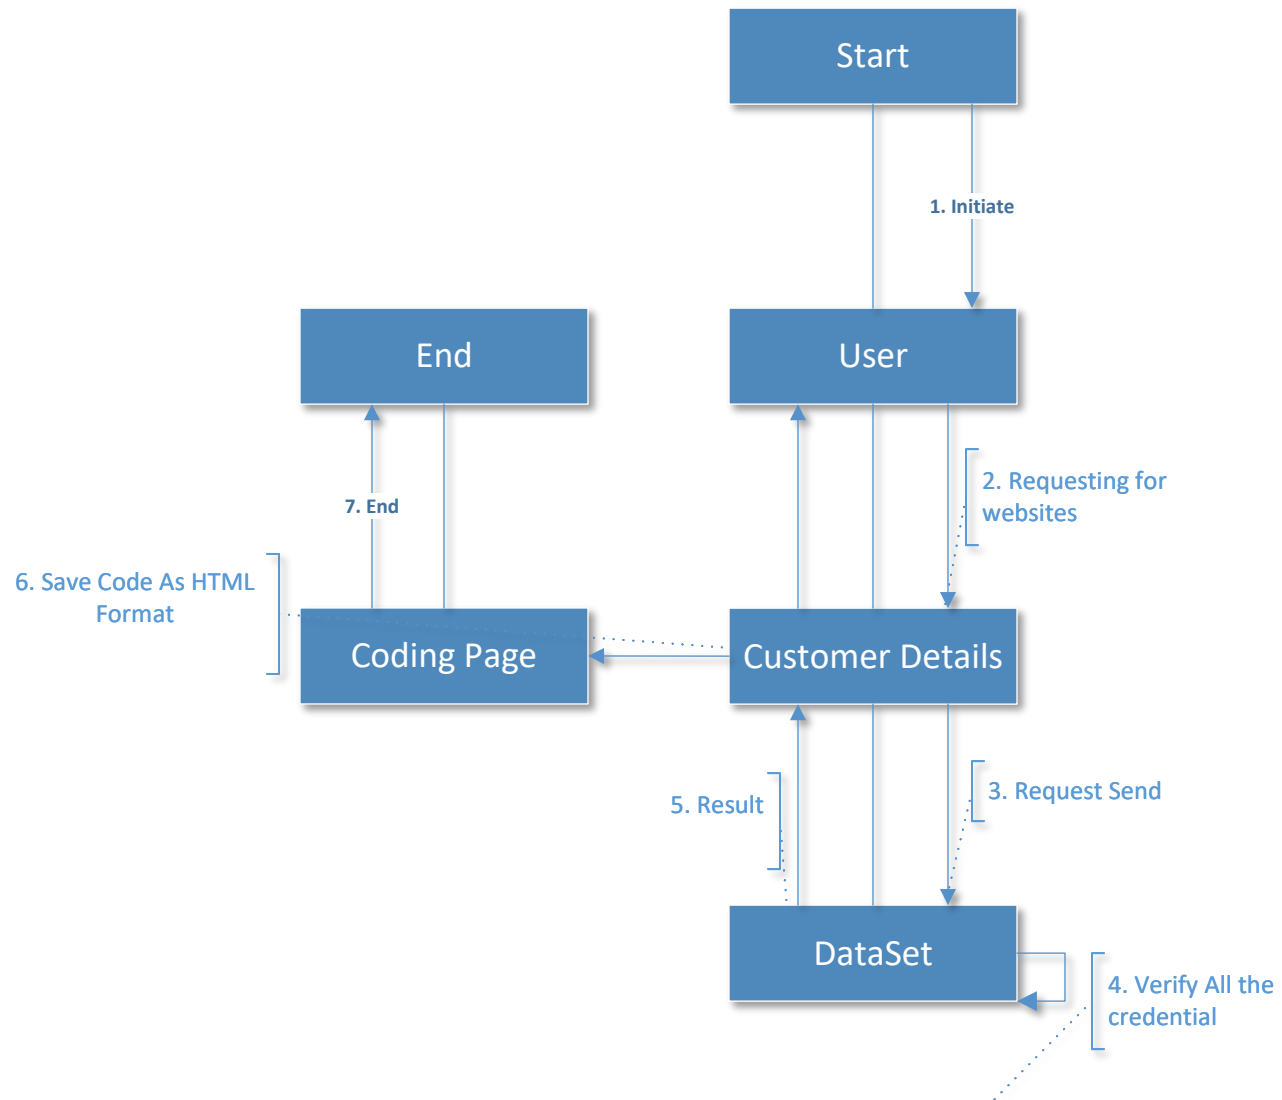 Start
1. Initiate
End
User
2. Requesting for
websites
7. End
6. Save Code As HTML
Format
Coding Page
Customer Details
5. Result
3. Request Send
DataSet
4. Verify All the
credential